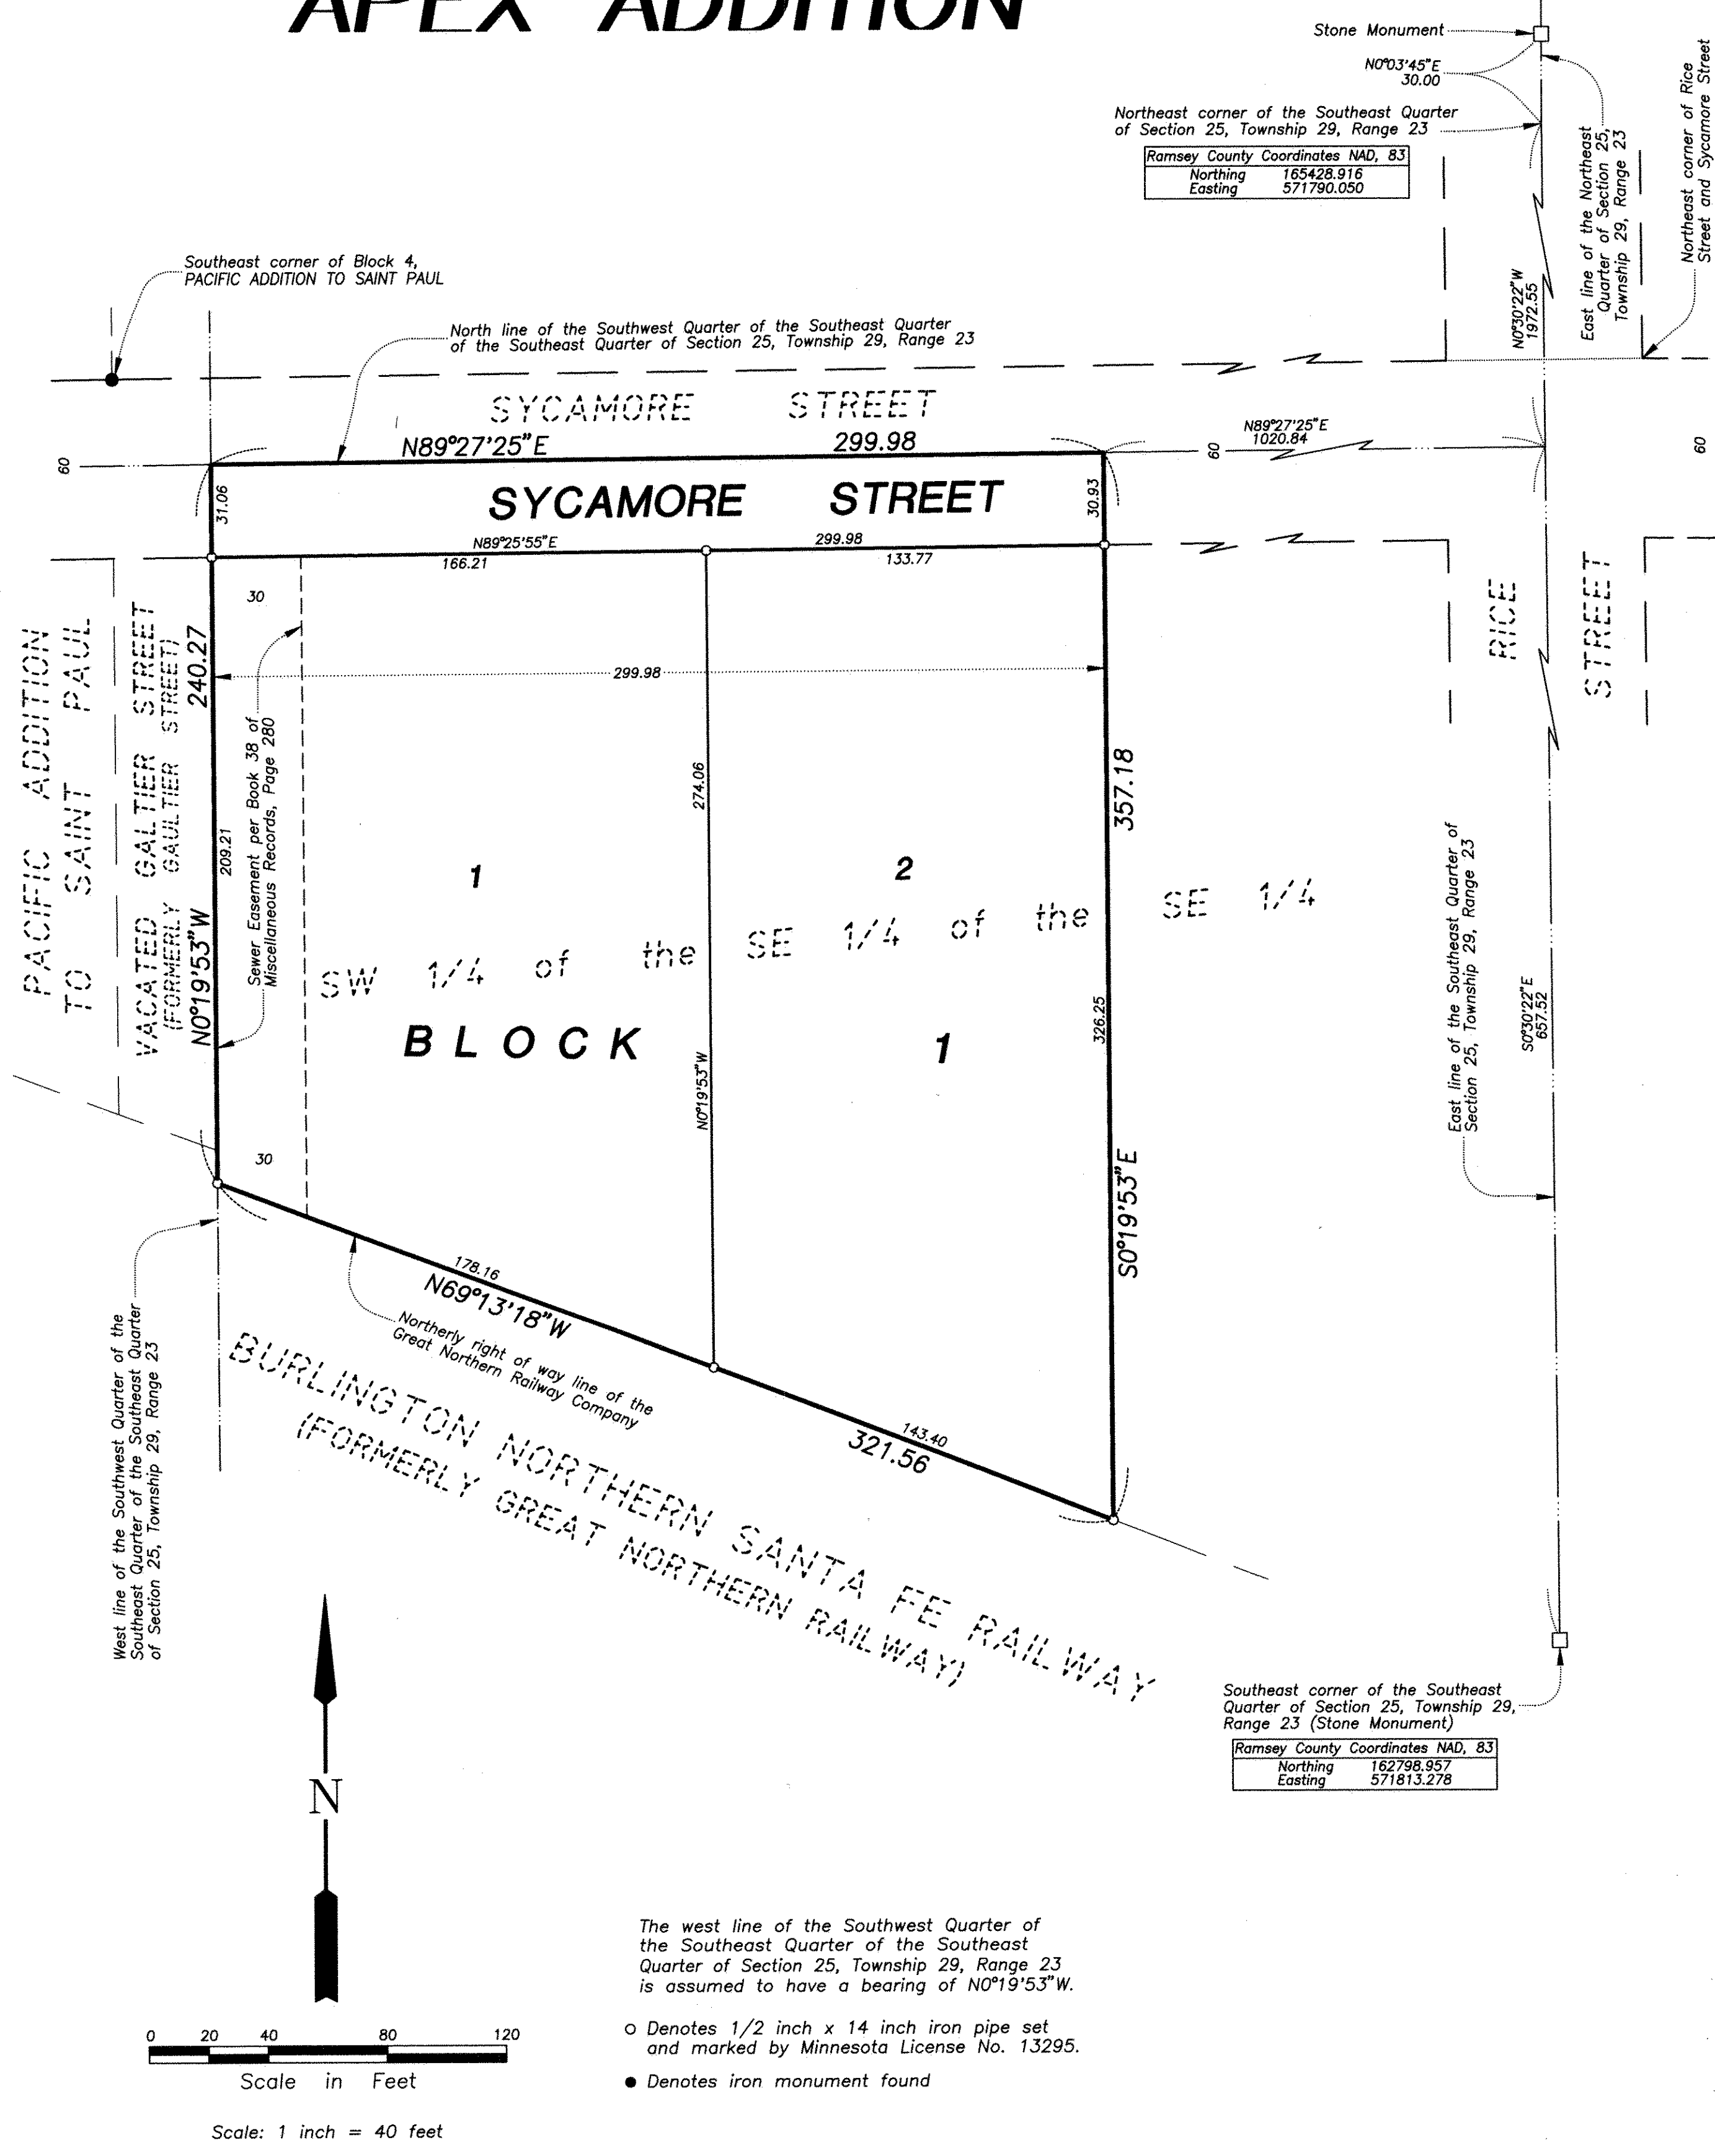 APEX ADDITION
Stone Monument
N0°03'45"E
30.00
Northeast corner of the Southeast Quarter
of Section 25, Township 29, Range 23
Ramsey County Coordinates NAD, 83
Northing 165428.916
Easting 571790.050
East line of the Northeast
Quarter of Section 25,
Township 29, Range 23
Northeast corner of Rice
Street and Sycamore Street
N0°30'22"W
1972.55
Southeast corner of Block 4,
PACIFIC ADDITION TO SAINT PAUL
North line of the Southwest Quarter of the Southeast Quarter
of the Southeast Quarter of Section 25, Township 29, Range 23
SYCAMORE STREET
N89°27'25"E 299.98
60
60
N89°27'25"E
1020.84
60
31.06
SYCAMORE STREET
30.93
N89°25'55"E 299.98
166.21 133.77
30
299.98
PACIFIC ADDITION
TO SAINT PAUL
VACATED GALTIER STREET
(FORMERLY GAULTIER STREET)
N0°19'53"W 240.27
209.21
Sewer Easement per Book 38 of
Miscellaneous Records, Page 280
274.06
N0°19'53"W
357.18
S0°19'53"E
326.25
RICE
STREET
1 2
SW 1/4 of the SE 1/4 of the SE 1/4
BLOCK 1
30
East line of the Southeast Quarter of
Section 25, Township 29, Range 23
S0°30'22"E
657.52
178.16
N69°13'18"W
143.40
321.56
Northerly right of way line of the
Great Northern Railway Company
BURLINGTON NORTHERN SANTA FE RAILWAY
(FORMERLY GREAT NORTHERN RAILWAY)
West line of the Southwest Quarter of the
Southeast Quarter of the Southeast Quarter
of Section 25, Township 29, Range 23
Southeast corner of the Southeast
Quarter of Section 25, Township 29,
Range 23 (Stone Monument)
Ramsey County Coordinates NAD, 83
Northing 162798.957
Easting 571813.278
N
The west line of the Southwest Quarter of
the Southeast Quarter of the Southeast
Quarter of Section 25, Township 29, Range 23
is assumed to have a bearing of N0°19'53"W.
Denotes 1/2 inch x 14 inch iron pipe set
and marked by Minnesota License No. 13295.
Denotes iron monument found
0 20 40 80 120
Scale in Feet
Scale: 1 inch = 40 feet